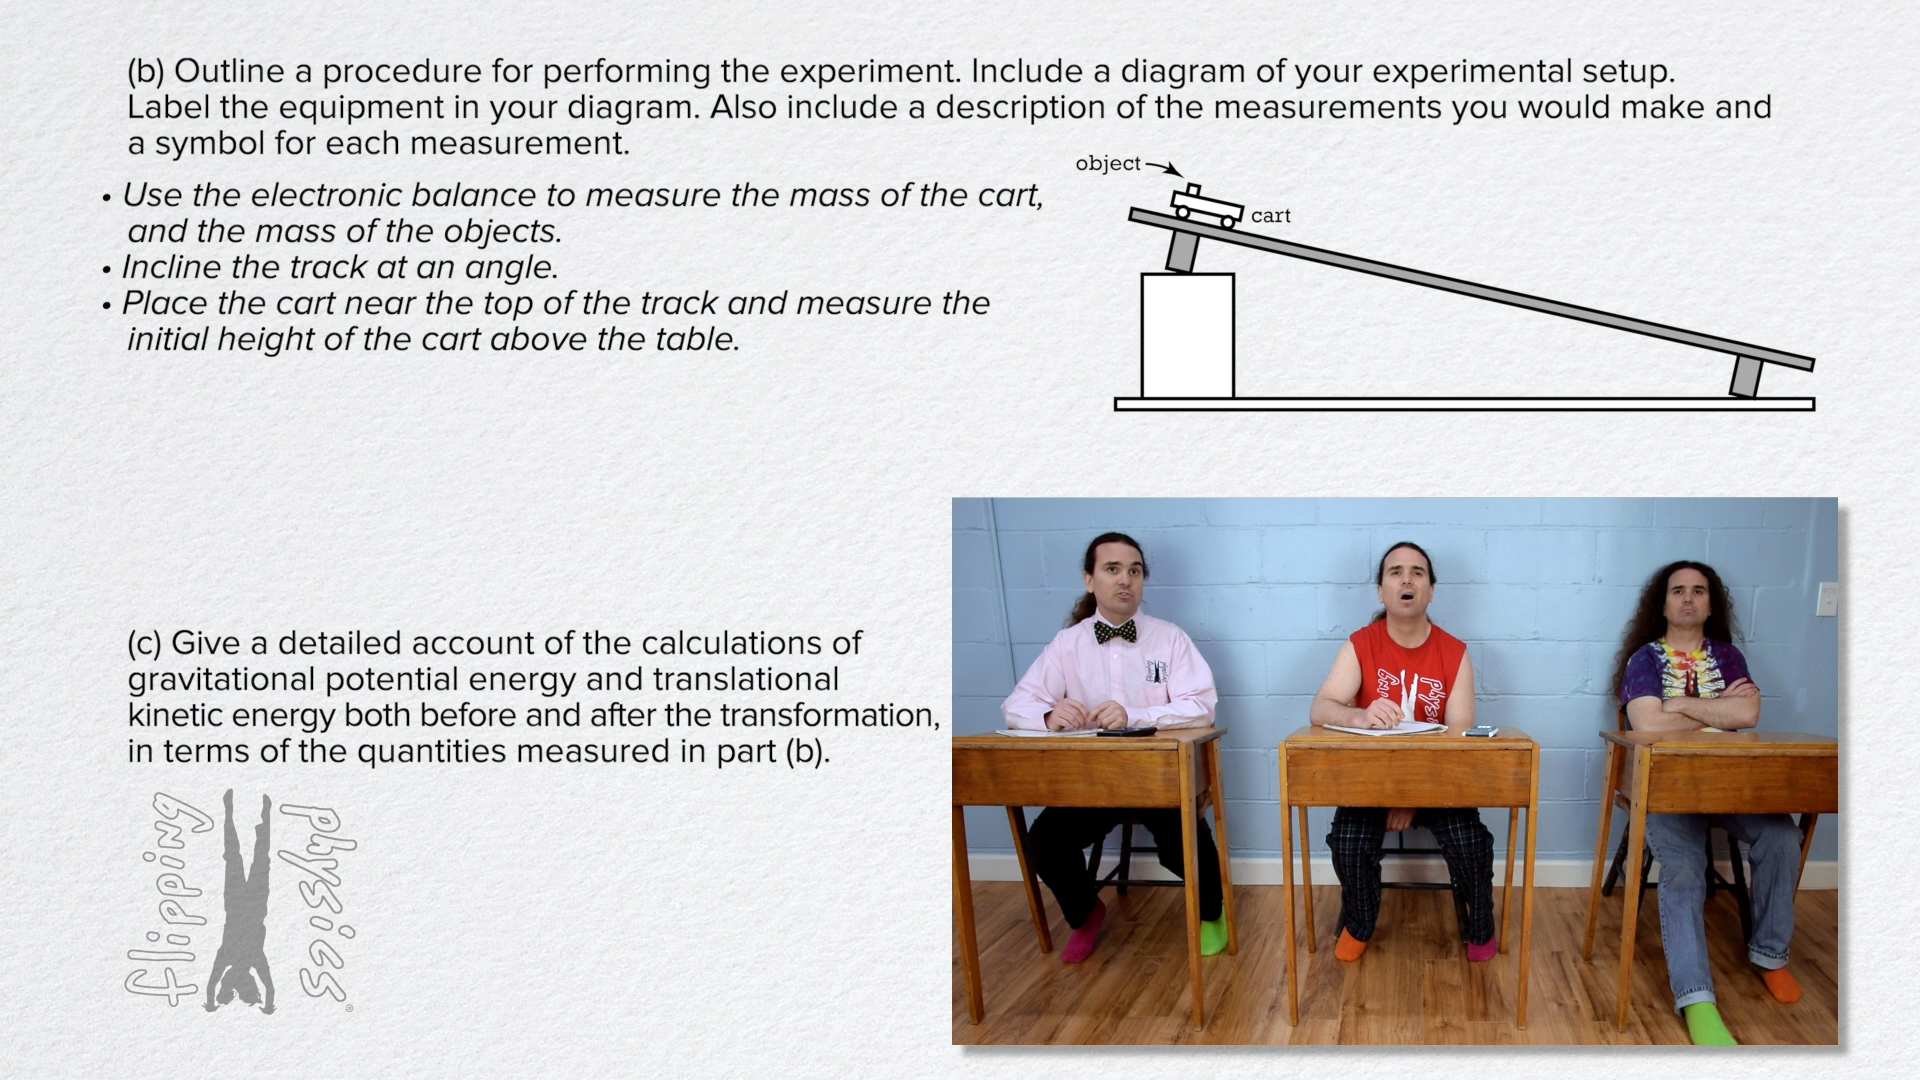 (b) Outline a procedure for performing the experiment. Include a diagram of your experimental setup.
Label the equipment in your diagram. Also include a description of the measurements you would make and
a symbol for each measurement.
• Use the electronic balance to measure the mass of the cart,
and the mass of the objects.
• Incline the track at an angle.
• Place the cart near the top of the track and measure the
initial height of the cart above the table.
object
cart
(c) Give a detailed account of the calculations of
gravitational potential energy and translational
kinetic energy both before and after the transformation,
in terms of the quantities measured in part (b).
flipping
physics
®